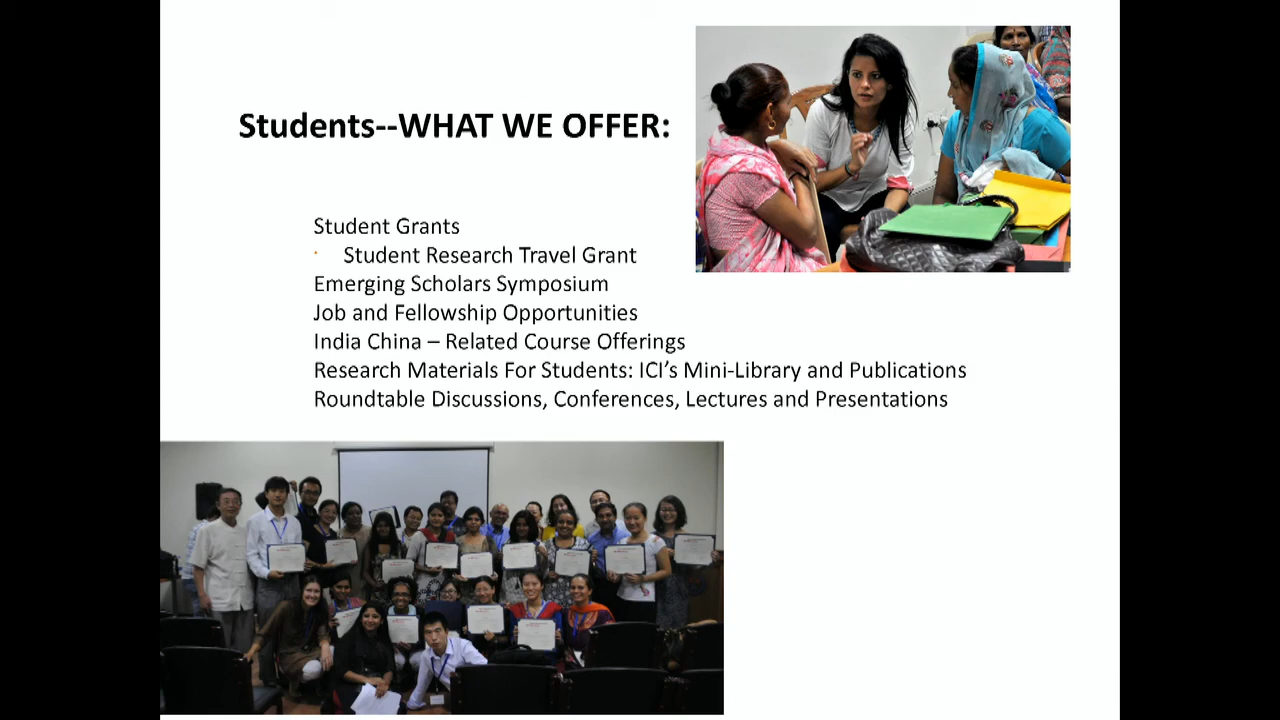 Students--WHAT WE OFFER:
Student Grants
· Student Research Travel Grant
Emerging Scholars Symposium
Job and Fellowship Opportunities
India China – Related Course Offerings
Research Materials For Students: ICI’s Mini-Library and Publications
Roundtable Discussions, Conferences, Lectures and Presentations